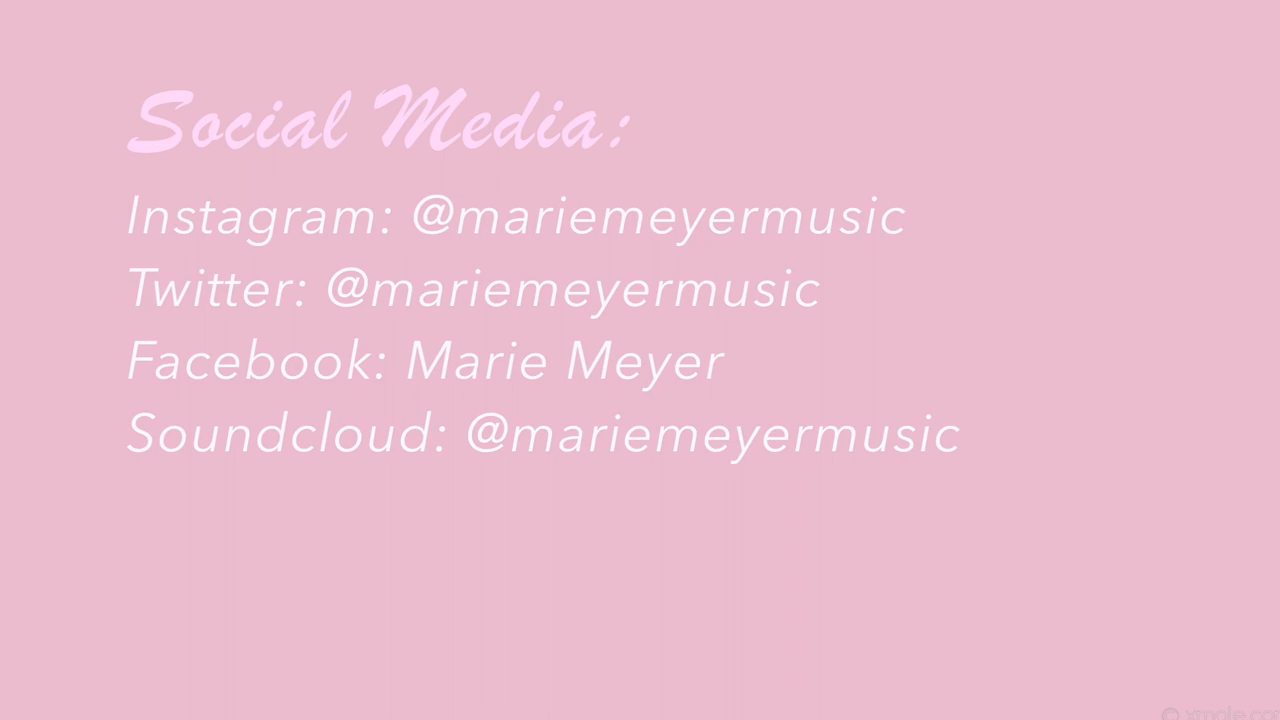 Social Media:
Instagram: @mariemeyermusic
Twitter: @mariemeyermusic
Facebook: Marie Meyer
Soundcloud: @mariemeyermusic